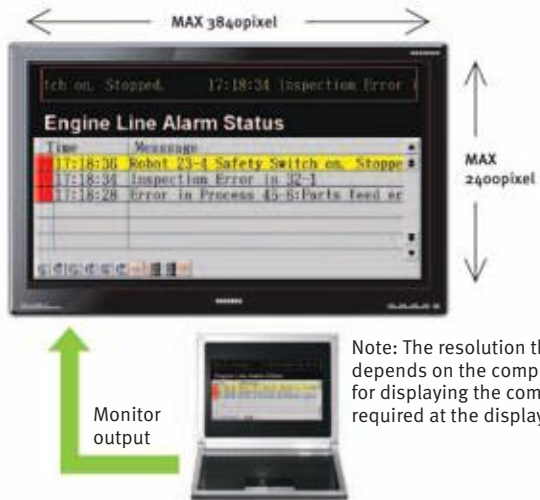 MAX 3840pixel
tch on, Stopped. 17:18:34 Inspection Error
Engine Line Alarm Status
Time Message
17:18:36 Robot 23-4 Safety Switch on, Stoppe
17:18:34 Inspection Error in 32-1
17:18:28 Error in Process 45-6:Parts feed er
MAX
2400pixel
Note: The resolution th
depends on the comp
for displaying the com
required at the display
Monitor
output